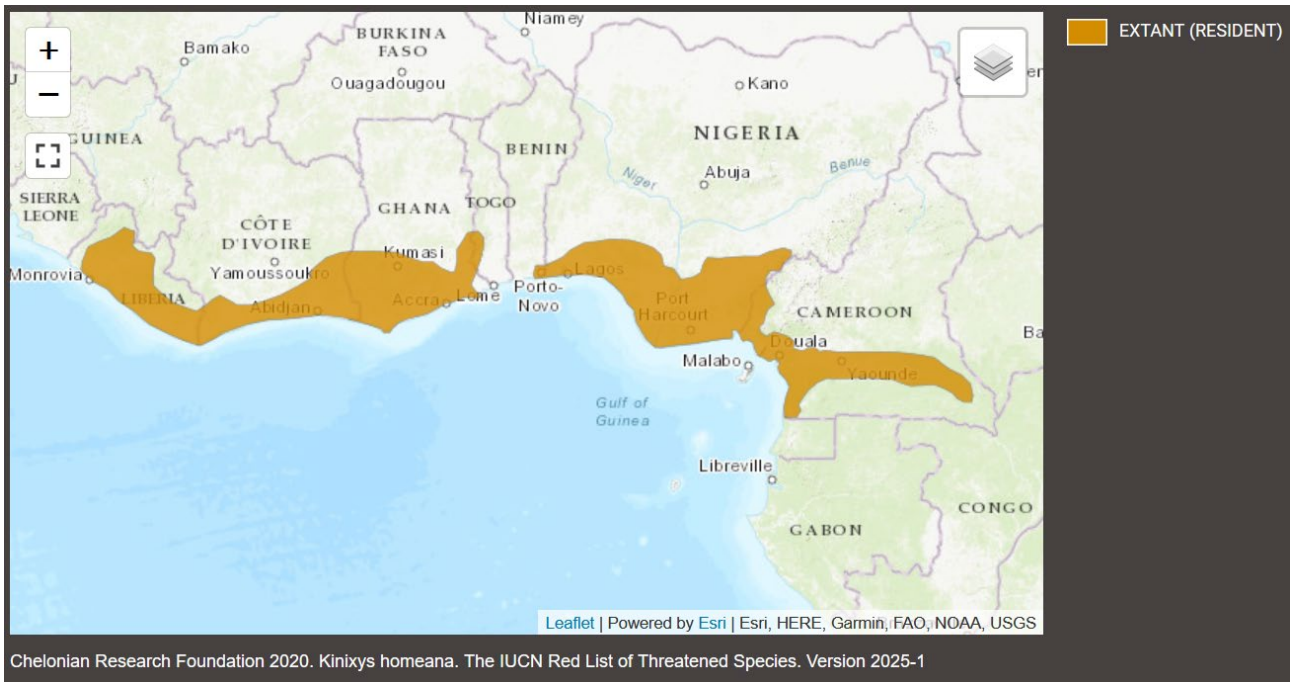 +
−
Niamey
BURKINA
FASO
Bamako
Ouagadougou
Kano
EXTANT (RESIDENT)
GUINEA
NIGERIA
BENIN
Abuja
Niger
Benue
SIERRA
LEONE
GHANA
TOGO
CÔTE
D'IVOIRE
Kumasi
Yamoussoukro
Monrovia
LIBERIA
Abidjan
Accra
Lome
Porto-
Novo
Lagos
Port
Harcourt
CAMEROON
Douala
Malabo
Yaounde
Gulf of
Guinea
Libreville
CONGO
GABON
Leaflet | Powered by Esri | Esri, HERE, Garmin, FAO, NOAA, USGS
Chelonian Research Foundation 2020. Kinixys homeana. The IUCN Red List of Threatened Species. Version 2025-1